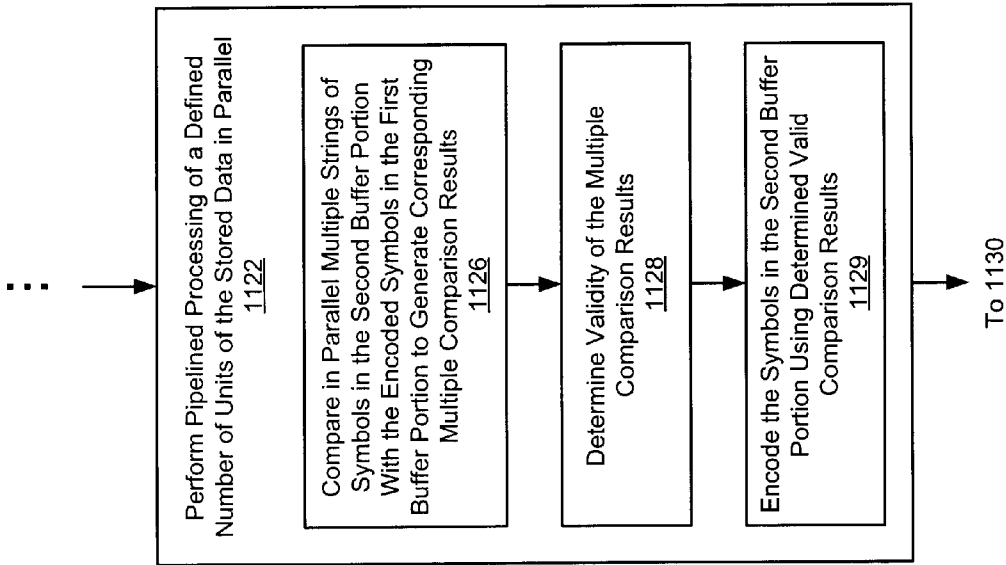 Perform Pipelined Processing of a Defined
Number of Units of the Stored Data in Parallel
1122
Compare in Parallel Multiple Strings of
Symbols in the Second Buffer Portion
With the Encoded Symbols in the First
Buffer Portion to Generate Corresponding
Multiple Comparison Results
1126
Determine Validity of the Multiple
Comparison Results
1128
Encode the Symbols in the Second Buffer
Portion Using Determined Valid
Comparison Results
1129
To 1130